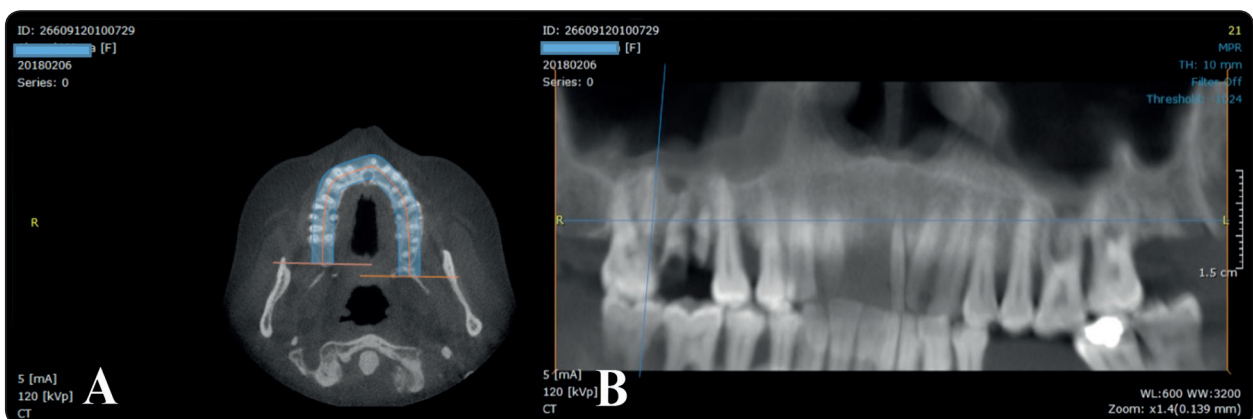 ID: 26609120100729
[F]
20180206
Series: 0
R
5 [mA]
120 [kVp]
CT
A
ID: 26609120100729
[F]
20180206
Series: 0
21
MPR
TH: 10 mm
Filter Off
Threshold: -1024
R
L
1.5 cm
5 [mA]
120 [kVp]
CT
B
WL:600 WW:3200
Zoom: x1.4(0.139 mm)